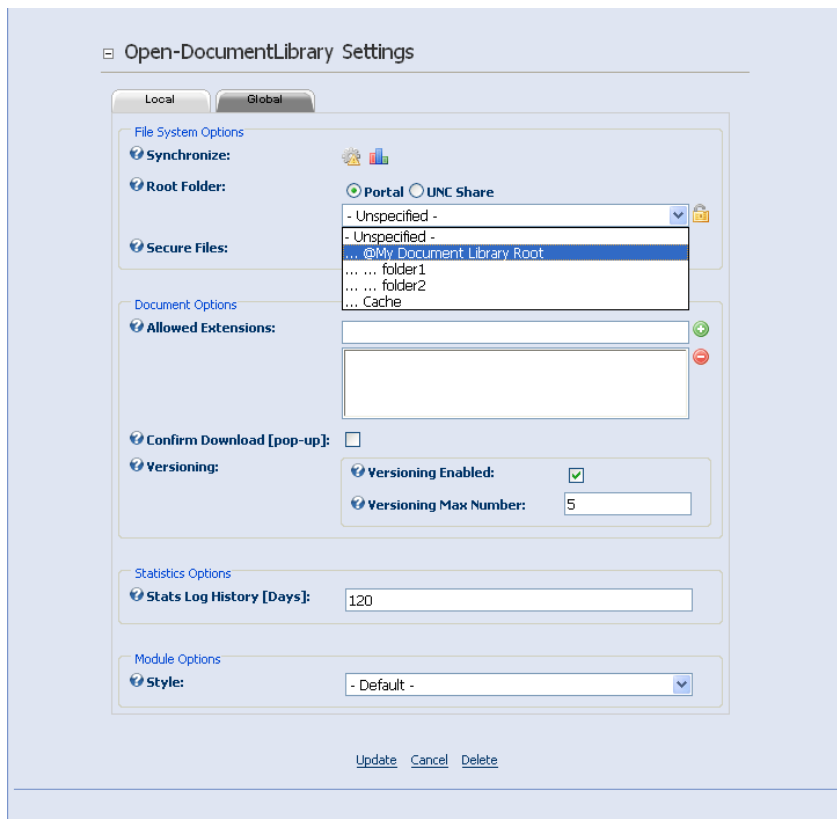 Open-DocumentLibrary Settings
Local Global
File System Options
Synchronize:
Root Folder: Portal UNC Share
- Unspecified -
- Unspecified -
... @My Document Library Root
... ... folder1
... ... folder2
... Cache
Secure Files:
Document Options
Allowed Extensions:
Confirm Download [pop-up]:
Versioning: Versioning Enabled:
Versioning Max Number: 5
Statistics Options
Stats Log History [Days]: 120
Module Options
Style: - Default -
Update Cancel Delete